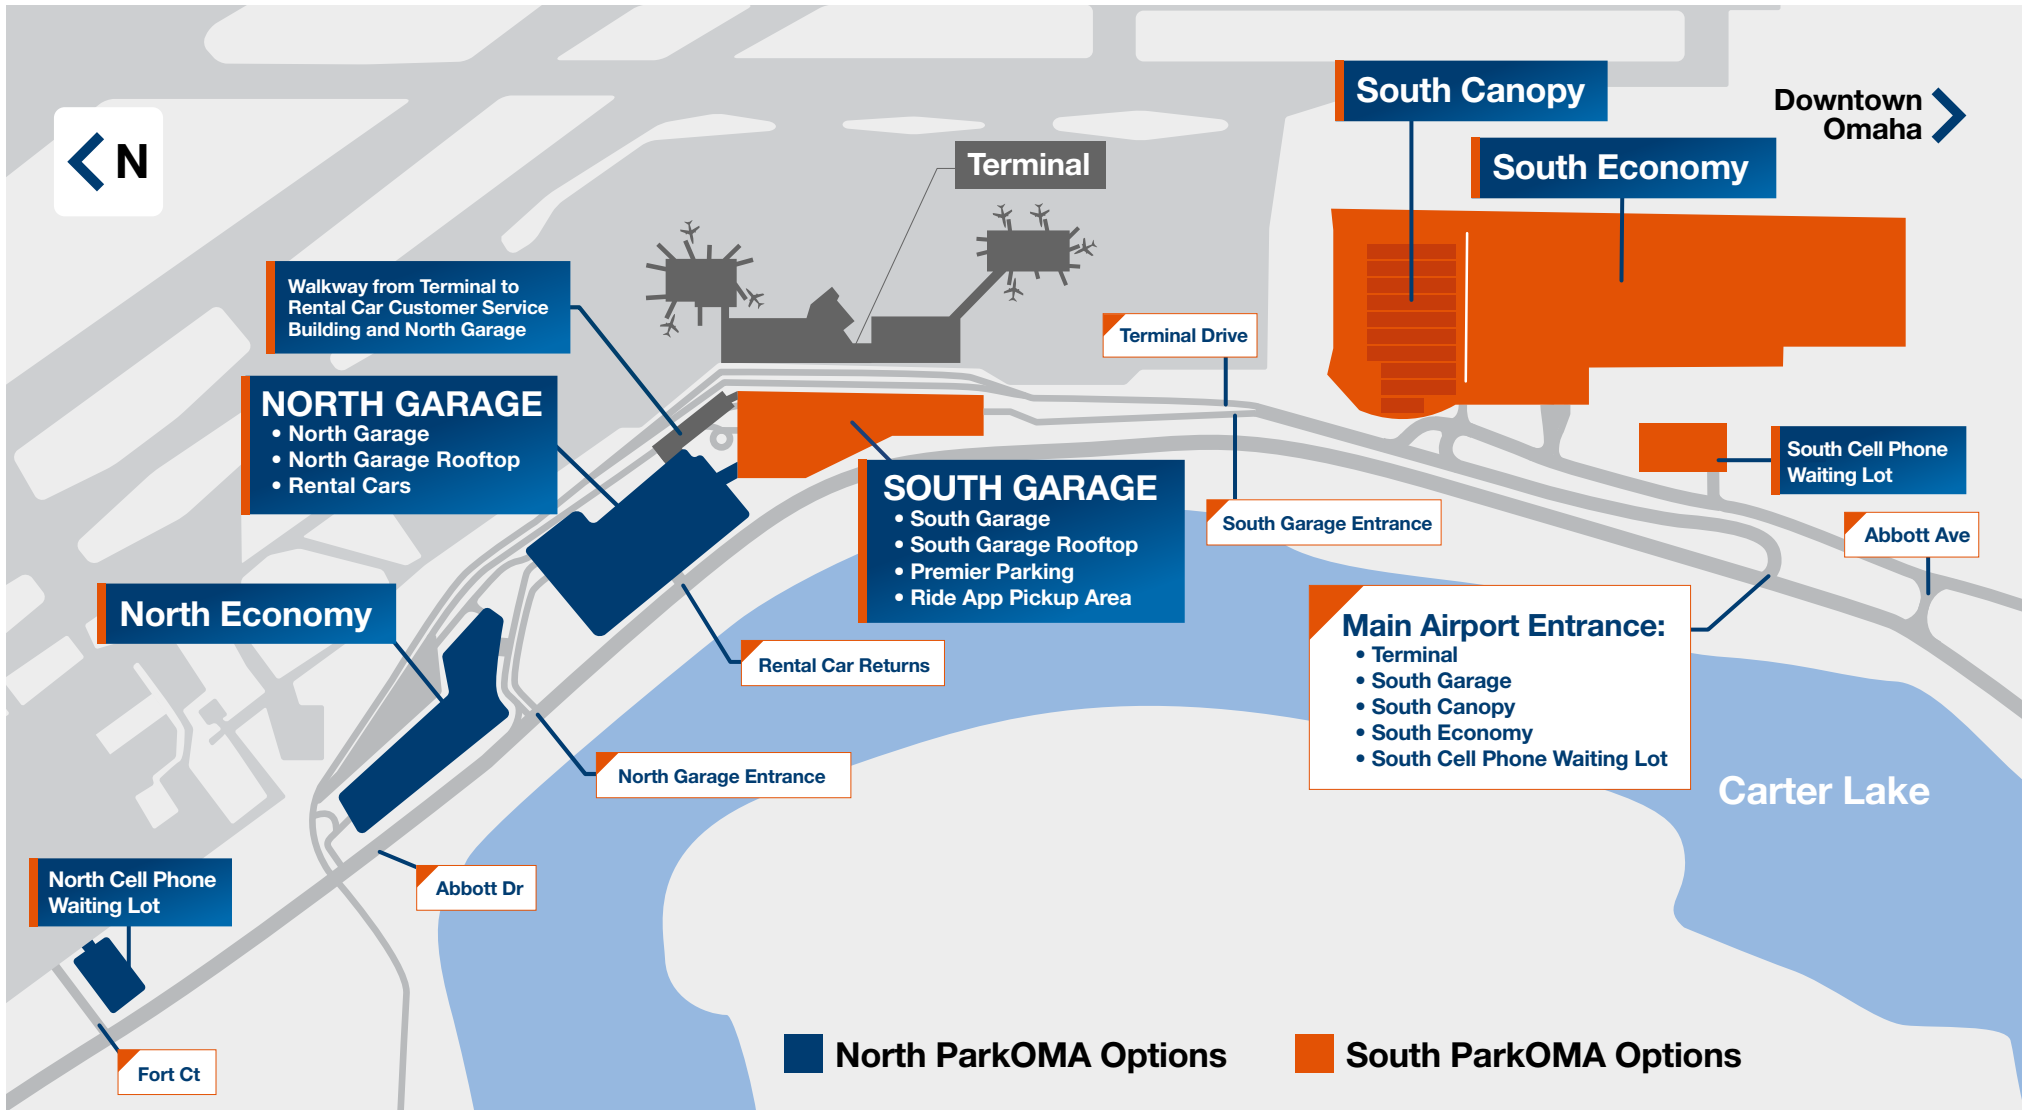 N
South Canopy
Downtown
Omaha
South Economy
Terminal
Walkway from Terminal to
Rental Car Customer Service
Building and North Garage
Terminal Drive
NORTH GARAGE
• North Garage
• North Garage Rooftop
• Rental Cars
South Cell Phone
Waiting Lot
SOUTH GARAGE
• South Garage
• South Garage Rooftop
• Premier Parking
• Ride App Pickup Area
South Garage Entrance
Abbott Ave
North Economy
Main Airport Entrance:
• Terminal
• South Garage
• South Canopy
• South Economy
• South Cell Phone Waiting Lot
Rental Car Returns
North Garage Entrance
Carter Lake
North Cell Phone
Waiting Lot
Abbott Dr
Fort Ct
North ParkOMA Options
South ParkOMA Options